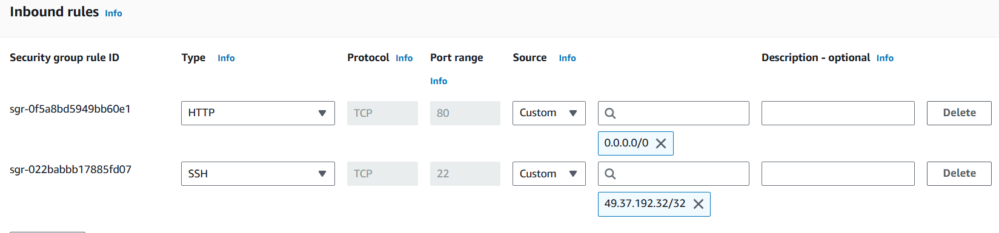 Inbound rules Info
Security group rule ID Type Info Protocol Info Port range Info Source Info Description - optional Info
sgr-0f5a8bd5949bb60e1 HTTP TCP 80 Custom Delete
0.0.0.0/0
sgr-022babbb17885fd07 SSH TCP 22 Custom Delete
49.37.192.32/32